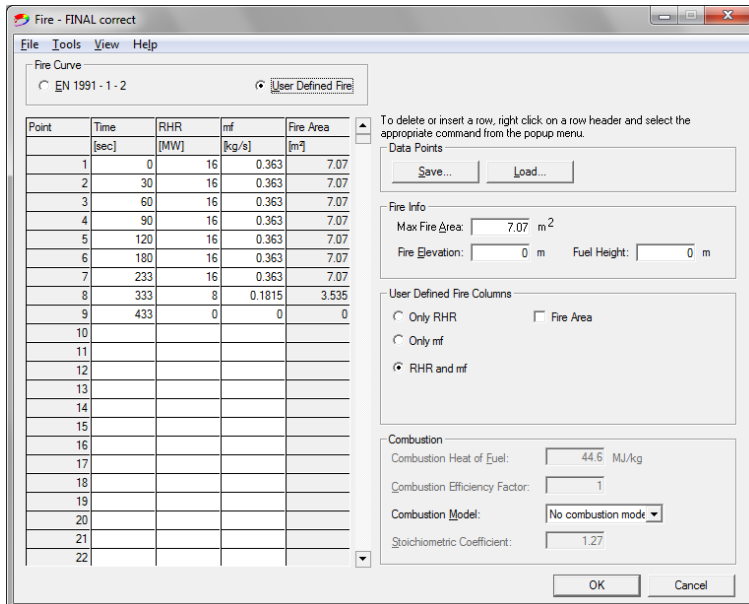 Fire - FINAL correct
File Tools View Help
Fire Curve
EN 1991 - 1 - 2 User Defined Fire
To delete or insert a row, right click on a row header and select the
appropriate command from the popup menu.
Point Time RHR mf Fire Area
[sec] [MW] [kg/s] [m²]
1 0 16 0.363 7.07
2 30 16 0.363 7.07
3 60 16 0.363 7.07
4 90 16 0.363 7.07
5 120 16 0.363 7.07
6 180 16 0.363 7.07
7 233 16 0.363 7.07
8 333 8 0.1815 3.535
9 433 0 0 0
10
11
12
13
14
15
16
17
18
19
20
21
22
Data Points
Save... Load...
Fire Info
Max Fire Area: 7.07 m2
Fire Elevation: 0 m Fuel Height: 0 m
User Defined Fire Columns
Only RHR Fire Area
Only mf
RHR and mf
Combustion
Combustion Heat of Fuel: 44.6 MJ/kg
Combustion Efficiency Factor: 1
Combustion Model: No combustion mode
Stoichiometric Coefficient: 1.27
OK Cancel